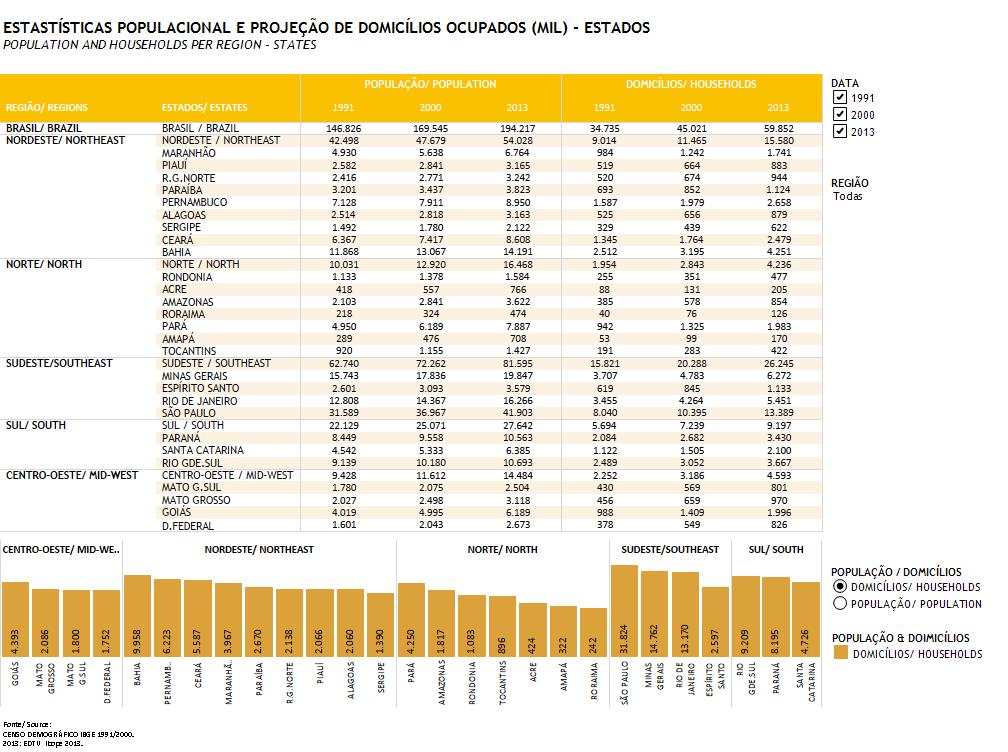 ESTASTÍSTICAS POPULACIONAL E PROJEÇÃO DE DOMICÍLIOS OCUPADOS (MIL) - ESTADOS
POPULATION AND HOUSEHOLDS PER REGION - STATES
POPULAÇÃO/ POPULATION DOMICÍLIOS/ HOUSEHOLDS
REGIÃO/ REGIONS ESTADOS/ ESTATES 1991 2000 2013 1991 2000 2013
BRASIL/ BRAZIL BRASIL / BRAZIL 146.826 169.545 194.217 34.735 45.021 59.852
NORDESTE/ NORTHEAST NORDESTE / NORTHEAST 42.498 47.679 54.028 9.014 11.465 15.580
MARANHÃO 4.930 5.638 6.764 984 1.242 1.741
PIAUÍ 2.582 2.841 3.165 519 664 883
R.G.NORTE 2.416 2.771 3.242 520 674 944
PARAÍBA 3.201 3.437 3.823 693 852 1.124
PERNAMBUCO 7.128 7.911 8.950 1.587 1.979 2.658
ALAGOAS 2.514 2.818 3.163 525 656 879
SERGIPE 1.492 1.780 2.122 329 439 622
CEARÁ 6.367 7.417 8.608 1.345 1.764 2.479
BAHIA 11.868 13.067 14.191 2.512 3.195 4.251
NORTE/ NORTH NORTE / NORTH 10.031 12.920 16.468 1.954 2.843 4.236
RONDONIA 1.133 1.378 1.584 255 351 477
ACRE 418 557 766 88 131 205
AMAZONAS 2.103 2.841 3.622 385 578 854
RORAIMA 218 324 474 40 76 126
PARÁ 4.950 6.189 7.887 942 1.325 1.983
AMAPÁ 289 476 708 53 99 170
TOCANTINS 920 1.155 1.427 191 283 422
SUDESTE/SOUTHEAST SUDESTE / SOUTHEAST 62.740 72.262 81.595 15.821 20.288 26.245
MINAS GERAIS 15.743 17.836 19.847 3.707 4.783 6.272
ESPÍRITO SANTO 2.601 3.093 3.579 619 845 1.133
RIO DE JANEIRO 12.808 14.367 16.266 3.455 4.264 5.451
SÃO PAULO 31.589 36.967 41.903 8.040 10.395 13.389
SUL/ SOUTH SUL / SOUTH 22.129 25.071 27.642 5.694 7.239 9.197
PARANÁ 8.449 9.558 10.563 2.084 2.682 3.430
SANTA CATARINA 4.542 5.333 6.385 1.122 1.505 2.100
RIO GDE.SUL 9.139 10.180 10.693 2.489 3.052 3.667
CENTRO-OESTE/ MID-WEST CENTRO-OESTE / MID-WEST 9.428 11.612 14.484 2.252 3.186 4.593
MATO G.SUL 1.780 2.075 2.504 430 569 801
MATO GROSSO 2.027 2.498 3.118 456 659 970
GOIÁS 4.019 4.995 6.189 988 1.409 1.996
D.FEDERAL 1.601 2.043 2.673 378 549 826
DATA
1991
2000
2013
REGIÃO
Todas
CENTRO-OESTE/ MID-WE.. NORDESTE/ NORTHEAST NORTE/ NORTH SUDESTE/SOUTHEAST SUL/ SOUTH
4.393 2.086 1.800 1.752 9.958 6.223 5.587 3.967 2.670 2.138 2.066 2.060 1.390 4.250 1.817 1.083 896 424 322 242 31.824 14.762 13.170 2.597 9.209 8.195 4.726
GOIÁS MATO GROSSO MATO G.SUL D.FEDERAL BAHIA PERNAMB.. CEARÁ MARANHÃ.. PARAÍBA R.G.NORTE PIAUÍ ALAGOAS SERGIPE PARÁ AMAZONAS RONDONIA TOCANTINS ACRE AMAPÁ RORAIMA SÃO PAULO MINAS GERAIS RIO DE JANEIRO ESPÍRITO SANTO RIO GDE.SUL PARANÁ SANTA CATARINA
POPULAÇÃO / DOMICÍLIOS
DOMICÍLIOS/ HOUSEHOLDS
POPULAÇÃO/ POPULATION
POPULAÇÃO & DOIMICÍLIOS
DOMICÍLIOS/ HOUSEHOLDS
Fonte/ Source:
CENSO DEMOGRÁFICO IBGE 1991/2000.
2013: EDTV Ibope 2013.